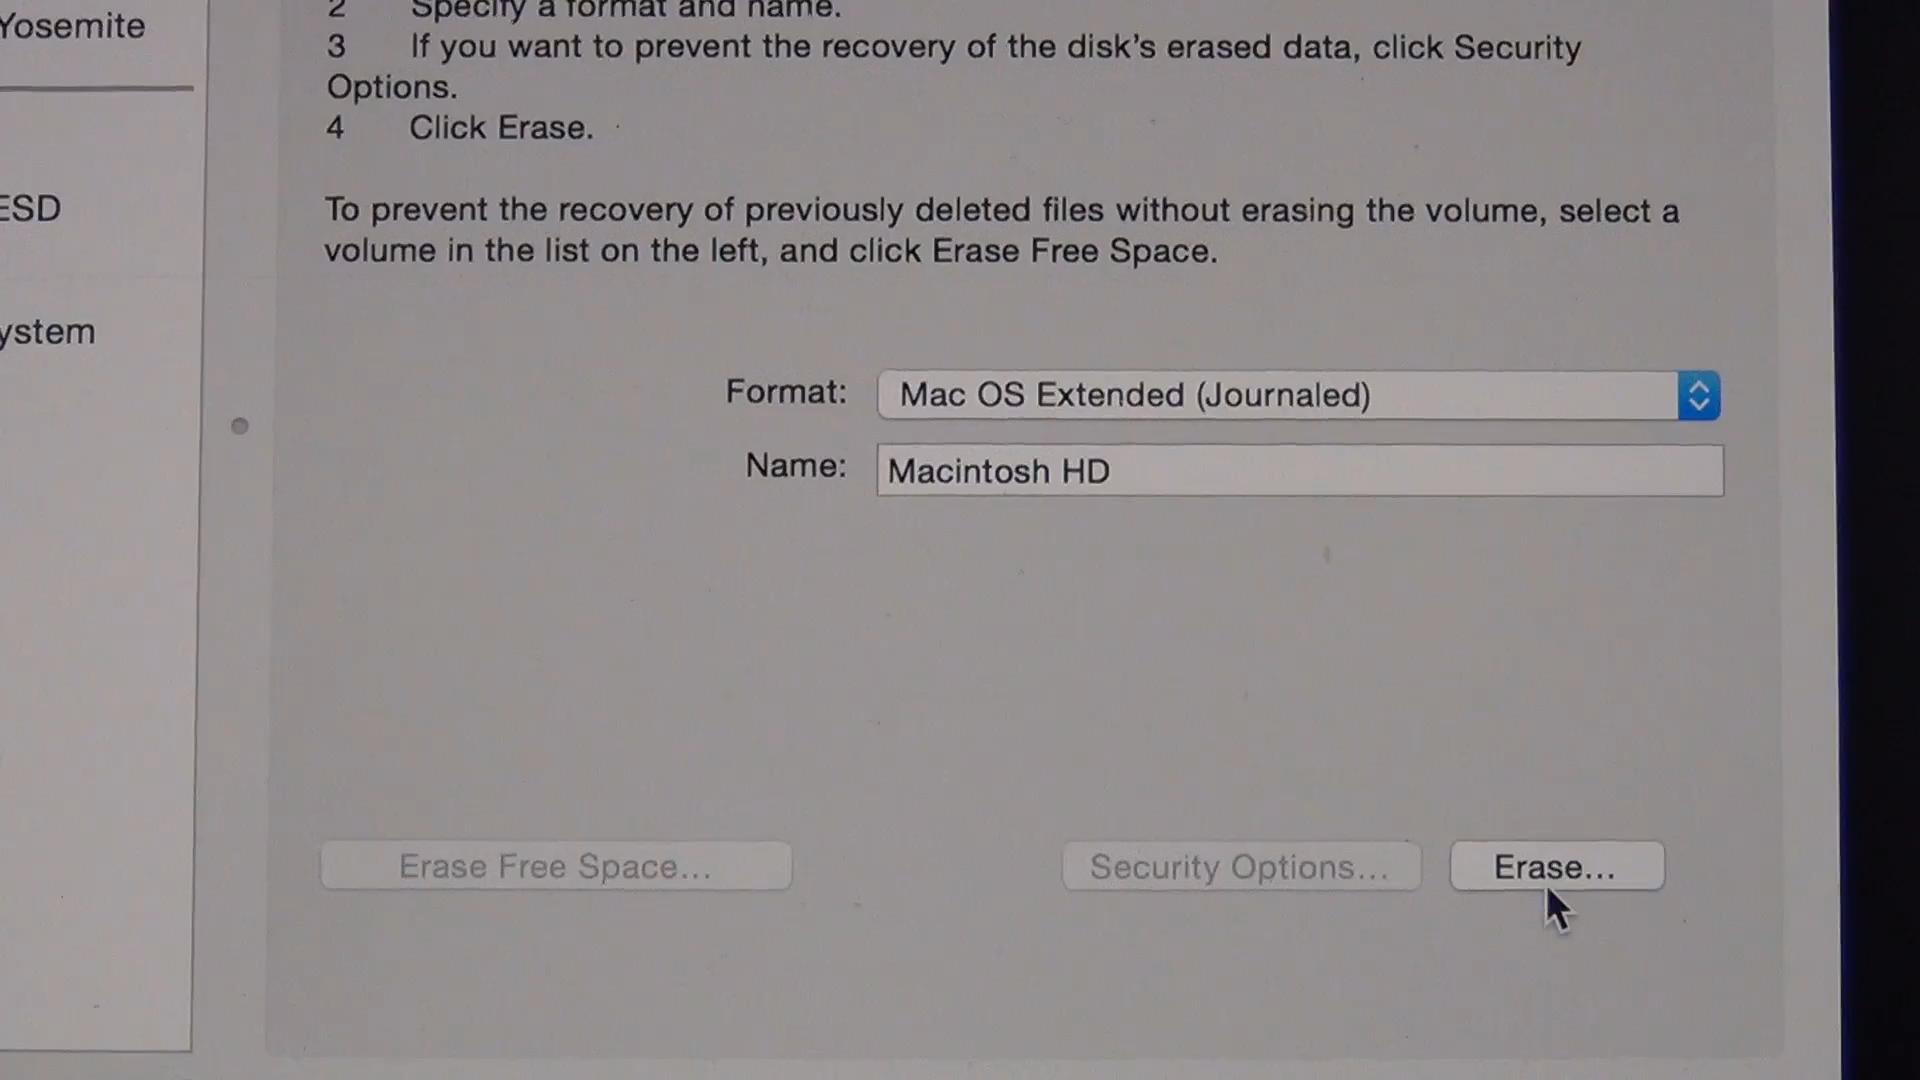 Yosemite
ESD
ystem
2 Specify a format and name.
3 If you want to prevent the recovery of the disk's erased data, click Security
Options.
4 Click Erase.
To prevent the recovery of previously deleted files without erasing the volume, select a
volume in the list on the left, and click Erase Free Space.
Format: Mac OS Extended (Journaled)
Name: Macintosh HD
Erase Free Space... Security Options... Erase...